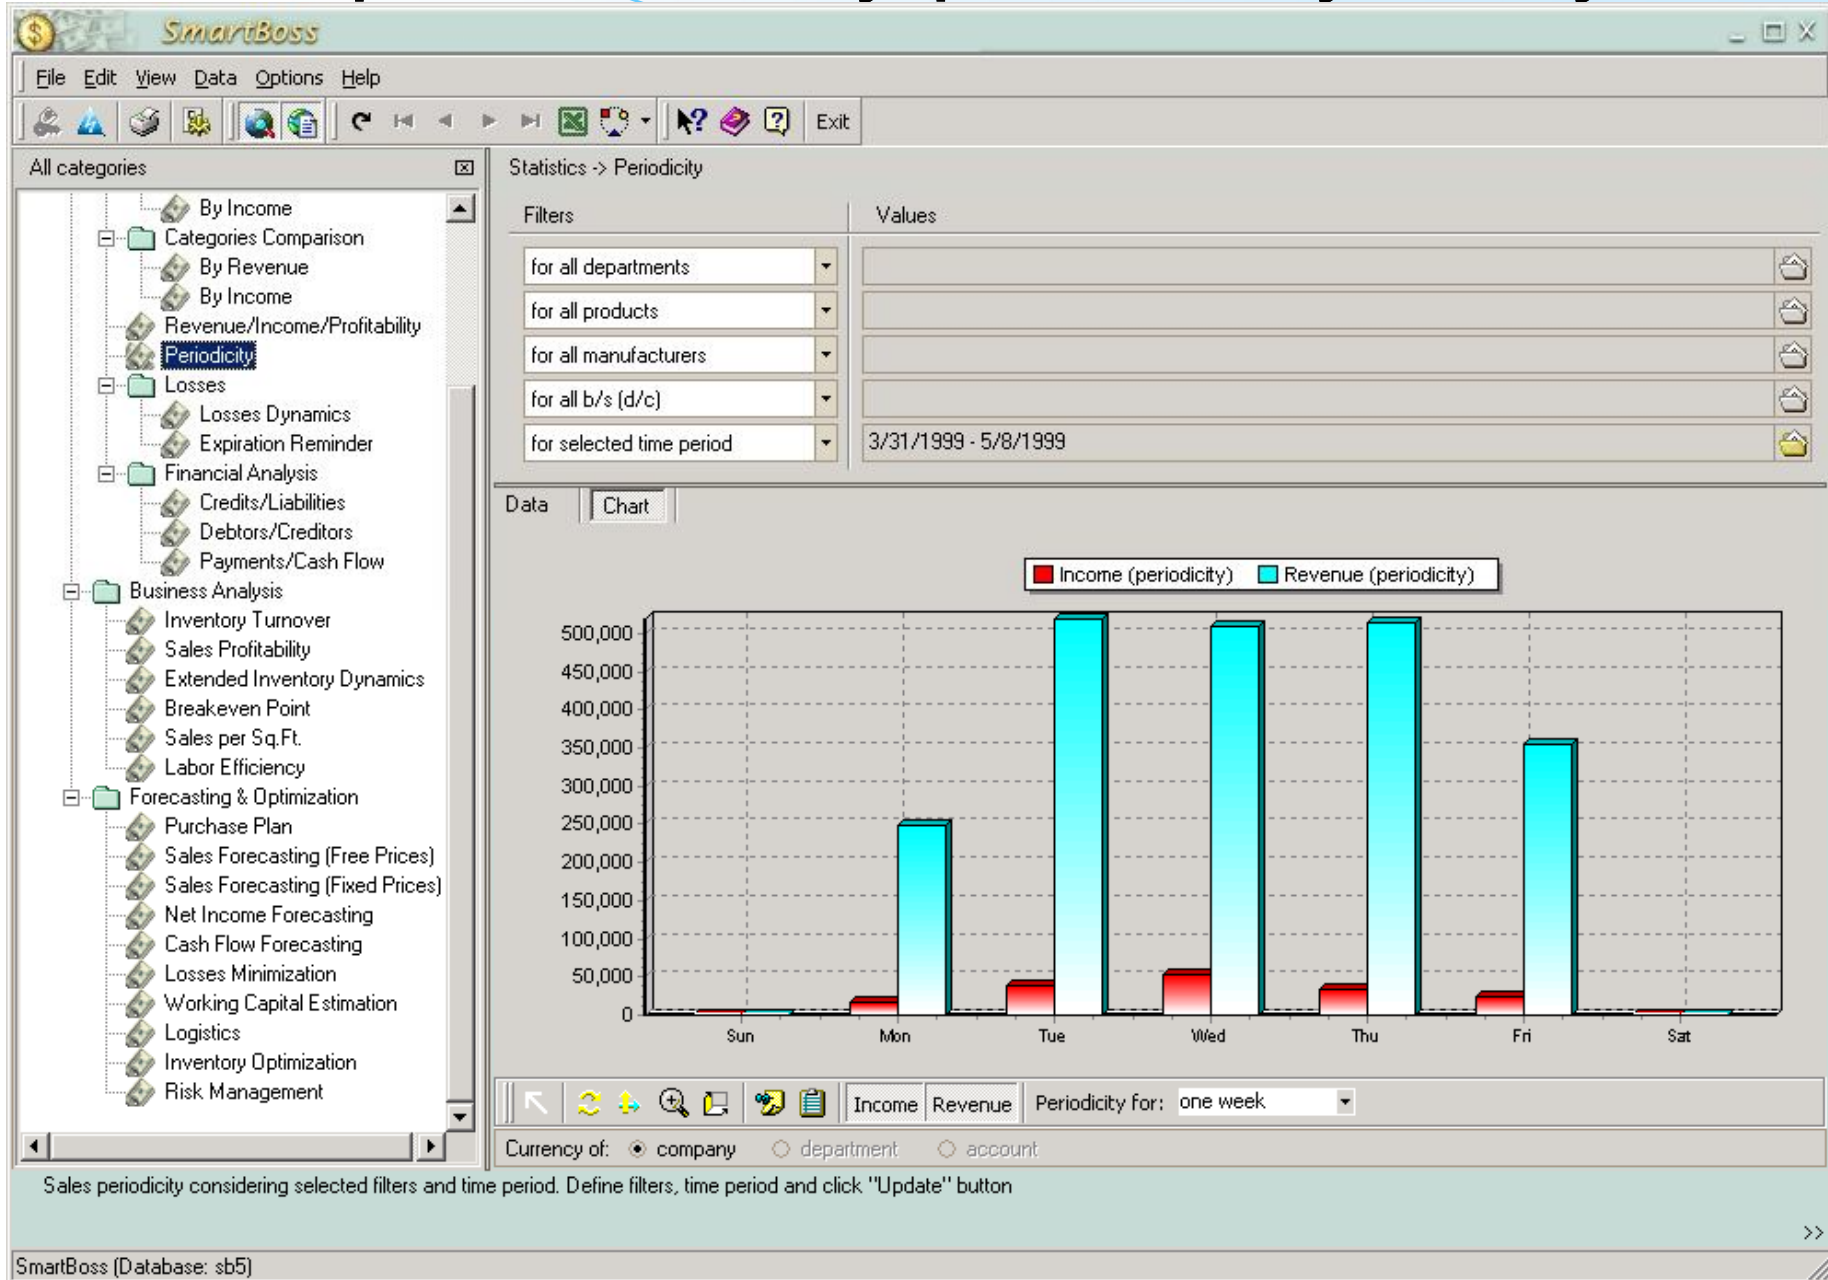 SmartBoss
File Edit View Data Options Help
Exit
All categories
By Income
Categories Comparison
By Revenue
By Income
Revenue/Income/Profitability
Periodicity
Losses
Losses Dynamics
Expiration Reminder
Financial Analysis
Credits/Liabilities
Debtors/Creditors
Payments/Cash Flow
Business Analysis
Inventory Turnover
Sales Profitability
Extended Inventory Dynamics
Breakeven Point
Sales per Sq.Ft.
Labor Efficiency
Forecasting & Optimization
Purchase Plan
Sales Forecasting (Free Prices)
Sales Forecasting (Fixed Prices)
Net Income Forecasting
Cash Flow Forecasting
Losses Minimization
Working Capital Estimation
Logistics
Inventory Optimization
Risk Management
Statistics -> Periodicity
Filters Values
for all departments
for all products
for all manufacturers
for all b/s (d/c)
for selected time period 3/31/1999 - 5/8/1999
Data Chart
Income (periodicity) Revenue (periodicity)
500,000
450,000
400,000
350,000
300,000
250,000
200,000
150,000
100,000
50,000
0
Sun Mon Tue Wed Thu Fri Sat
Income Revenue Periodicity for: one week
Currency of: company department account
Sales periodicity considering selected filters and time period. Define filters, time period and click "Update" button
>>
SmartBoss (Database: sb5)